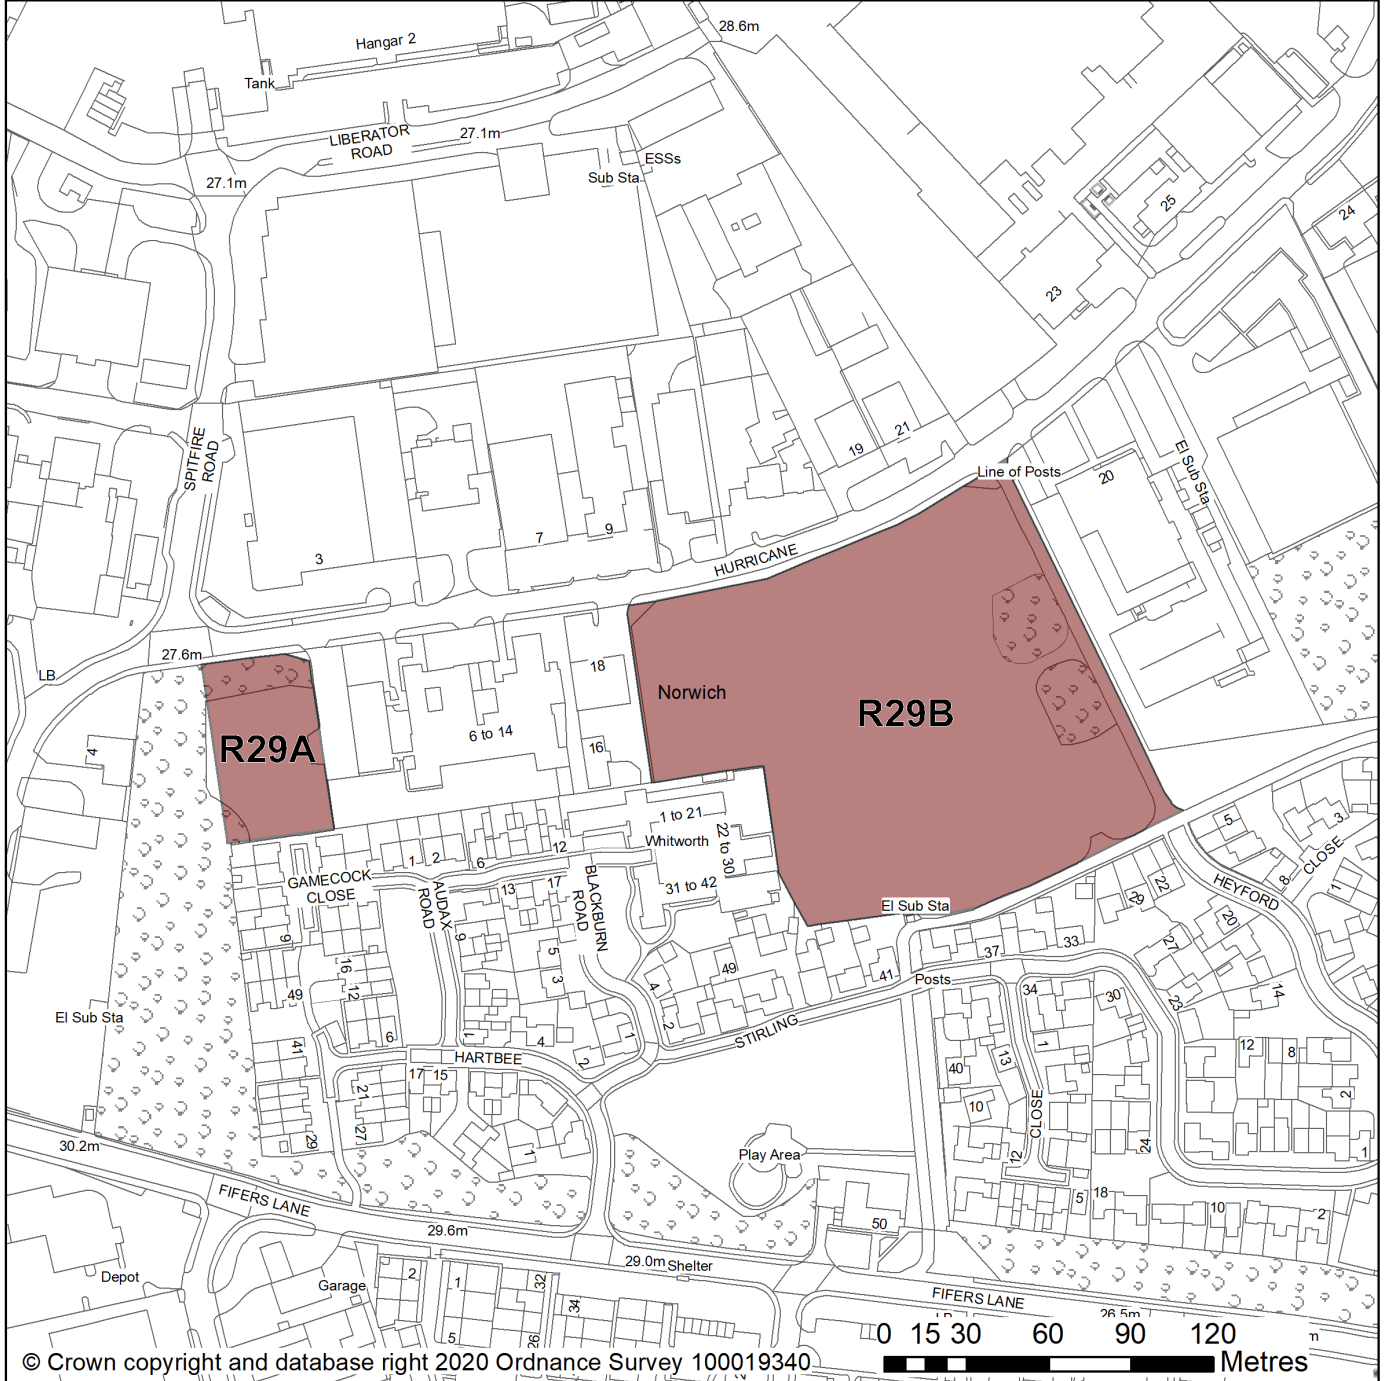 28.6m
Hangar 2
Tank
LIBERATOR
ROAD
27.1m
27.1m
ESSs
Sub Sta
25
24
23
SPITFIRE
ROAD
19
21
Line of Posts
20
El Sub Sta
3
7
9
HURRICANE
27.6m
LB
18
Norwich
R29A
R29B
6 to 14
16
4
1 to 21
Whitworth
22 to 30
31 to 42
GAMECOCK
CLOSE
1
2
6
12
13
17
AUDAX
ROAD
BLACKBURN
ROAD
5
3
CLOSE
8
1
HEYFORD
El Sub Sta
29
22
20
27
37
33
41
49
9
9
5
3
16
12
49
4
2
1
Posts
34
30
23
14
El Sub Sta
41
6
HARTBEE
17
15
4
2
STIRLING
13
1
40
10
CLOSE
12
8
2
1
21
27
29
1
30.2m
FIFERS LANE
29.6m
Play Area
50
12
5
18
24
10
2
29.0m
Shelter
Depot
Garage
2
1
32
34
5
26
FIFERS LANE
26.5m
0 15 30 60 90 120
Metres
© Crown copyright and database right 2020 Ordnance Survey 100019340